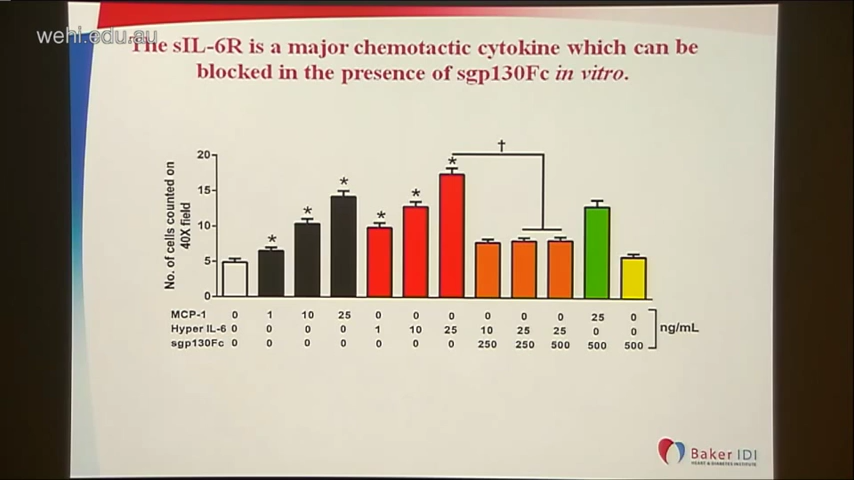 wehi.edu.au
The sIL-6R is a major chemotactic cytokine which can be
blocked in the presence of sgp130Fc in vitro.
†
20
15
10
5
0
No. of cells counted on
40X field
* * * * * *
MCP-1 0 1 10 25 0 0 0 0 0 0 25 0
Hyper IL-6 0 0 0 0 1 10 25 10 25 25 0 0
sgp130Fc 0 0 0 0 0 0 0 250 250 500 500 500
ng/mL
Baker IDI
HEART & DIABETES INSTITUTE